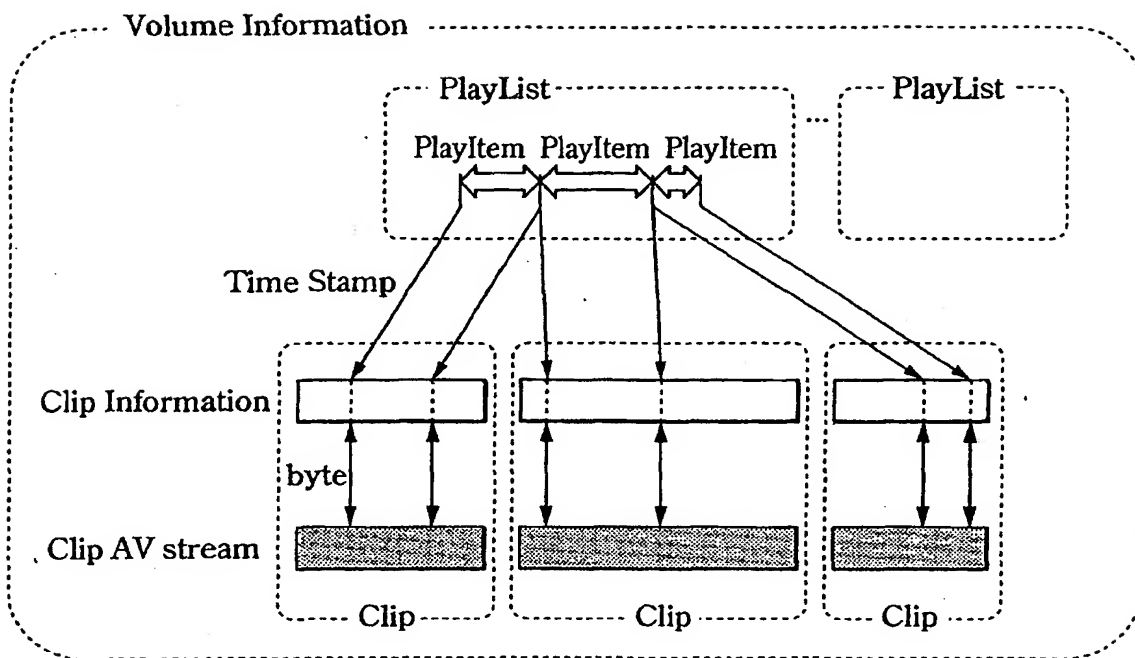 Volume Information
PlayList
PlayList
...
PlayItem PlayItem PlayItem
Time Stamp
Clip Information
byte
Clip AV stream
Clip
Clip
Clip